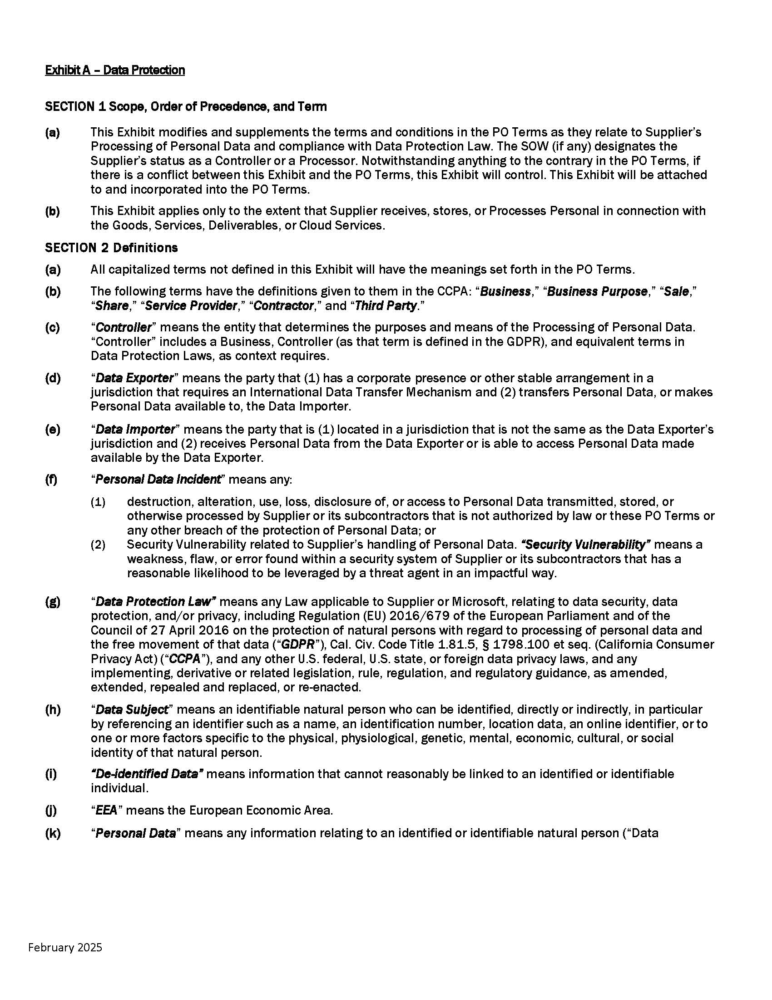 Exhibit A – Data Protection
SECTION 1 Scope, Order of Precedence, and Term
(a) This Exhibit modifies and supplements the terms and conditions in the PO Terms as they relate to Supplier’s
Processing of Personal Data and compliance with Data Protection Law. The SOW (if any) designates the
Supplier’s status as a Controller or a Processor. Notwithstanding anything to the contrary in the PO Terms, if
there is a conflict between this Exhibit and the PO Terms, this Exhibit will control. This Exhibit will be attached
to and incorporated into the PO Terms.
(b) This Exhibit applies only to the extent that Supplier receives, stores, or Processes Personal in connection with
the Goods, Services, Deliverables, or Cloud Services.
SECTION 2 Definitions
(a) All capitalized terms not defined in this Exhibit will have the meanings set forth in the PO Terms.
(b) The following terms have the definitions given to them in the CCPA: “Business,” “Business Purpose,” “Sale,”
“Share,” “Service Provider,” “Contractor,” and “Third Party.”
(c) “Controller” means the entity that determines the purposes and means of the Processing of Personal Data.
“Controller” includes a Business, Controller (as that term is defined in the GDPR), and equivalent terms in
Data Protection Laws, as context requires.
(d) “Data Exporter” means the party that (1) has a corporate presence or other stable arrangement in a
jurisdiction that requires an International Data Transfer Mechanism and (2) transfers Personal Data, or makes
Personal Data available to, the Data Importer.
(e) “Data Importer” means the party that is (1) located in a jurisdiction that is not the same as the Data Exporter’s
jurisdiction and (2) receives Personal Data from the Data Exporter or is able to access Personal Data made
available by the Data Exporter.
(f) “Personal Data Incident” means any:
(1) destruction, alteration, use, loss, disclosure of, or access to Personal Data transmitted, stored, or
otherwise processed by Supplier or its subcontractors that is not authorized by law or these PO Terms or
any other breach of the protection of Personal Data; or
(2) Security Vulnerability related to Supplier’s handling of Personal Data. “Security Vulnerability” means a
weakness, flaw, or error found within a security system of Supplier or its subcontractors that has a
reasonable likelihood to be leveraged by a threat agent in an impactful way.
(g) “Data Protection Law” means any Law applicable to Supplier or Microsoft, relating to data security, data
protection, and/or privacy, including Regulation (EU) 2016/679 of the European Parliament and of the
Council of 27 April 2016 on the protection of natural persons with regard to processing of personal data and
the free movement of that data (“GDPR”), Cal. Civ. Code Title 1.81.5, § 1798.100 et seq. (California Consumer
Privacy Act) (“CCPA”), and any other U.S. federal, U.S. state, or foreign data privacy laws, and any
implementing, derivative or related legislation, rule, regulation, and regulatory guidance, as amended,
extended, repealed and replaced, or re-enacted.
(h) “Data Subject” means an identifiable natural person who can be identified, directly or indirectly, in particular
by referencing an identifier such as a name, an identification number, location data, an online identifier, or to
one or more factors specific to the physical, physiological, genetic, mental, economic, cultural, or social
identity of that natural person.
(i) “De-identified Data” means information that cannot reasonably be linked to an identified or identifiable
individual.
(j) “EEA” means the European Economic Area.
(k) “Personal Data” means any information relating to an identified or identifiable natural person (“Data
February 2025